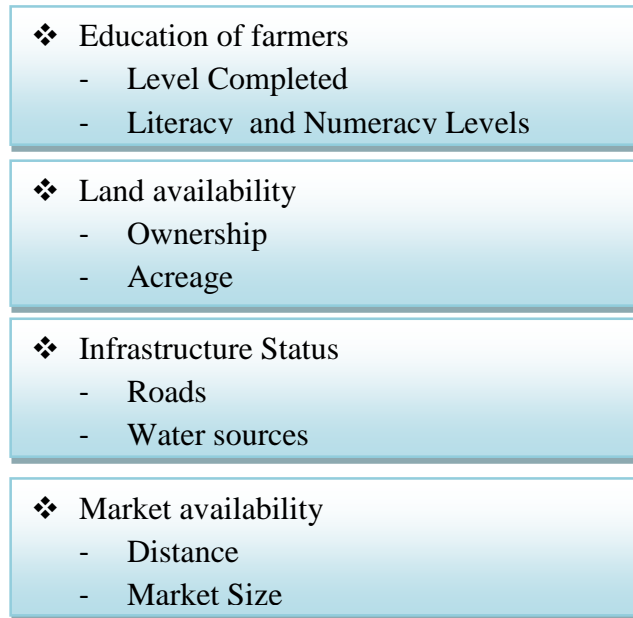 ❖ Education of farmers
- Level Completed
- Literacy and Numeracy Levels
❖ Land availability
- Ownership
- Acreage
❖ Infrastructure Status
- Roads
- Water sources
❖ Market availability
- Distance
- Market Size